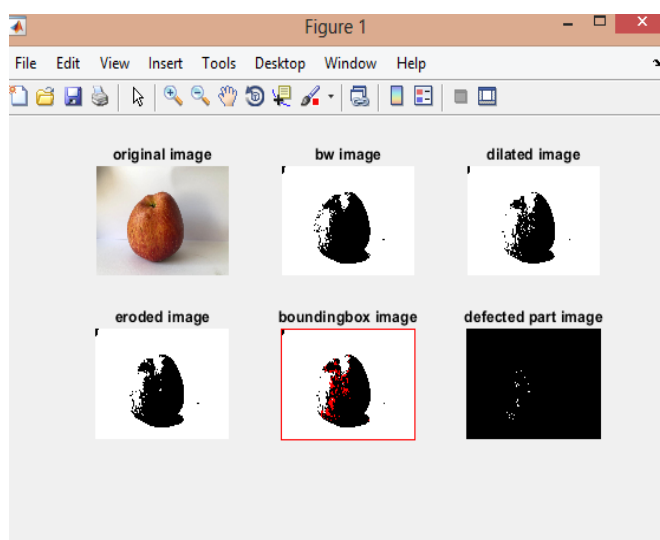 Figure 1
File Edit View Insert Tools Desktop Window Help
original image bw image dilated image
eroded image boundingbox image defected part image